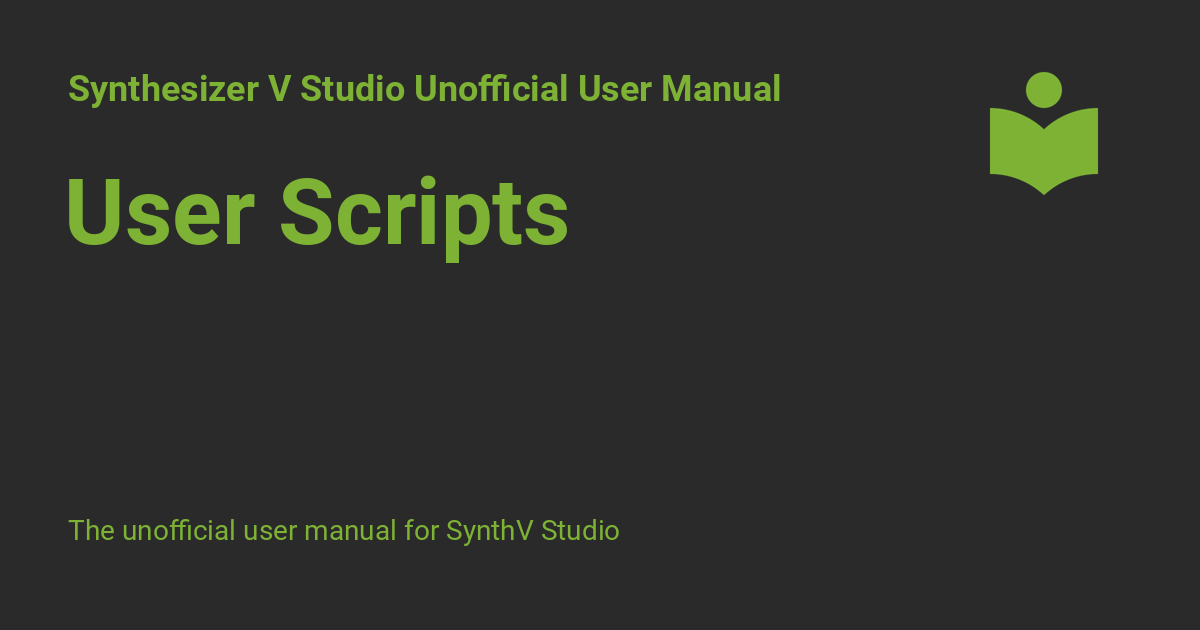 Synthesizer V Studio Unofficial User Manual
User Scripts
The unofficial user manual for SynthV Studio